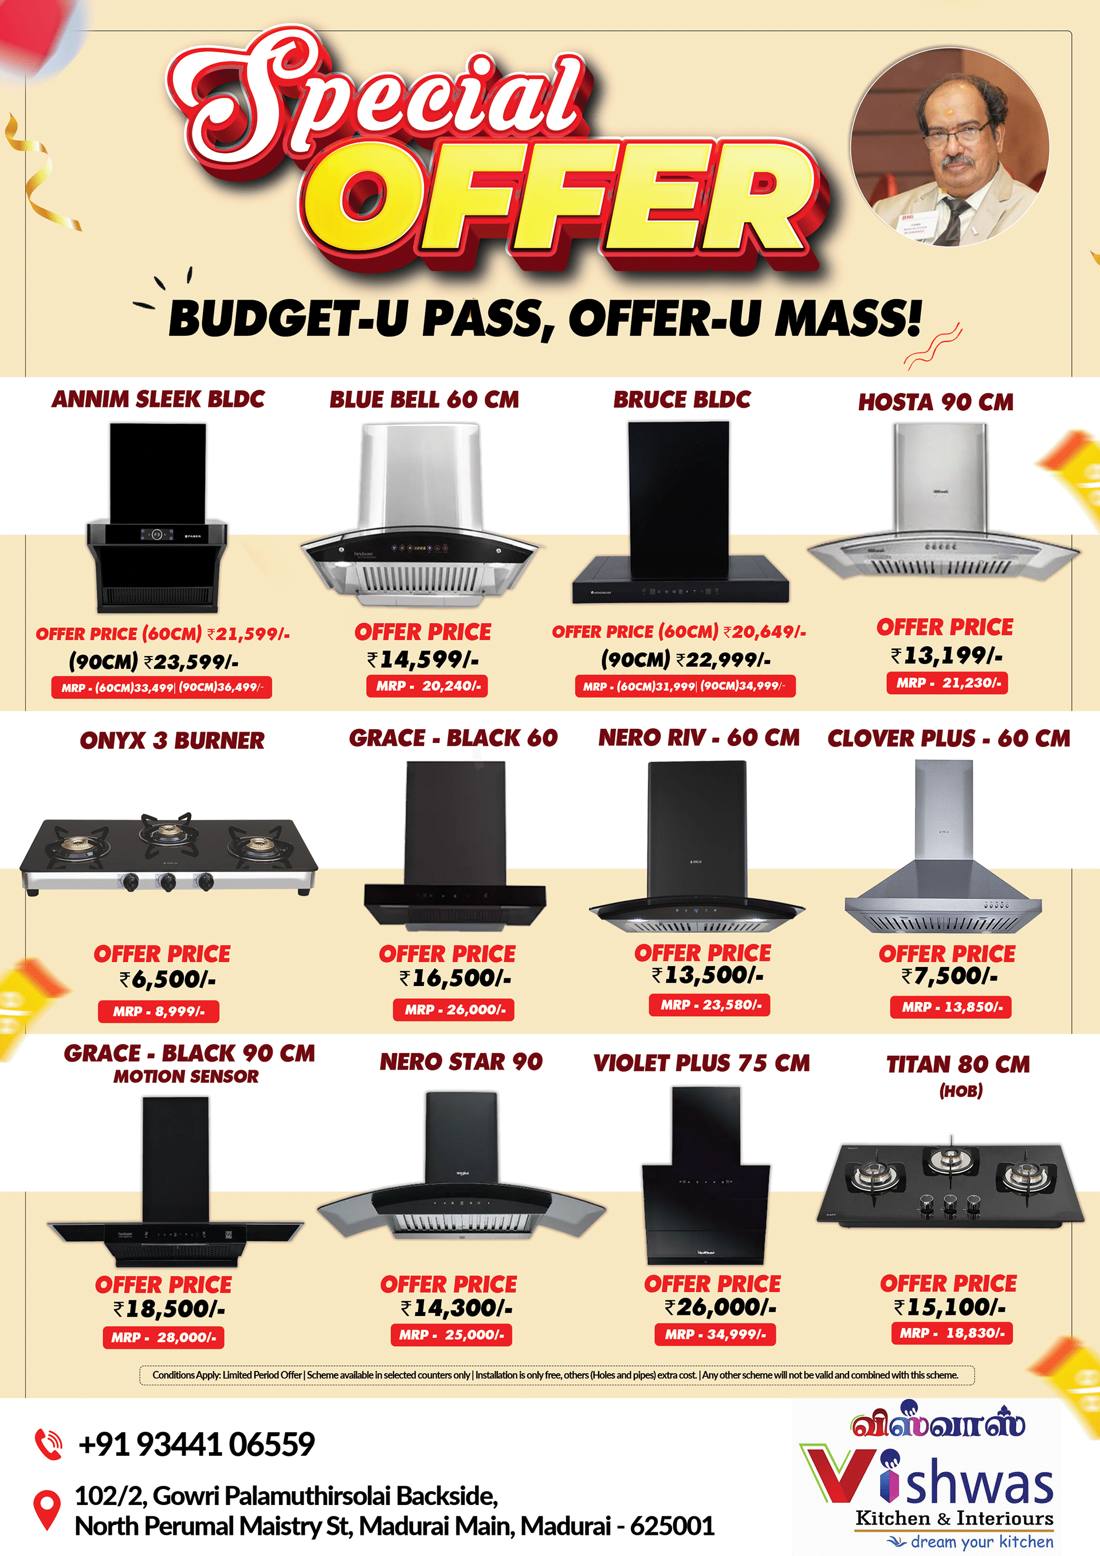 Special
OFFER
BUDGET-U PASS, OFFER-U MASS!
ANNIM SLEEK BLDC
BLUE BELL 60 CM
BRUCE BLDC
HOSTA 90 CM
OFFER PRICE (60CM) ₹21,599/-
(90CM) ₹23,599/-
MRP - (60CM)33,499| (90CM)36,499/-
OFFER PRICE
₹14,599/-
MRP - 20,240/-
OFFER PRICE (60CM) ₹20,649/-
(90CM) ₹22,999/-
MRP - (60CM)31,999| (90CM)34,999/-
OFFER PRICE
₹13,199/-
MRP - 21,230/-
ONYX 3 BURNER
GRACE - BLACK 60
NERO RIV - 60 CM
CLOVER PLUS - 60 CM
OFFER PRICE
₹6,500/-
MRP - 8,999/-
OFFER PRICE
₹16,500/-
MRP - 26,000/-
OFFER PRICE
₹13,500/-
MRP - 23,580/-
OFFER PRICE
₹7,500/-
MRP - 13,850/-
GRACE - BLACK 90 CM
MOTION SENSOR
NERO STAR 90
VIOLET PLUS 75 CM
TITAN 80 CM
(HOB)
OFFER PRICE
₹18,500/-
MRP - 28,000/-
OFFER PRICE
₹14,300/-
MRP - 25,000/-
OFFER PRICE
₹26,000/-
MRP - 34,999/-
OFFER PRICE
₹15,100/-
MRP - 18,830/-
Conditions Apply: Limited Period Offer | Scheme available in selected counters only | Installation is only free, others (Holes and pipes) extra cost. | Any other scheme will not be valid and combined with this scheme.
+91 93441 06559
102/2, Gowri Palamuthirsolai Backside,
North Perumal Maistry St, Madurai Main, Madurai - 625001
விஸ்வாஸ்
Vishwas
Kitchen & Interiours
dream your kitchen